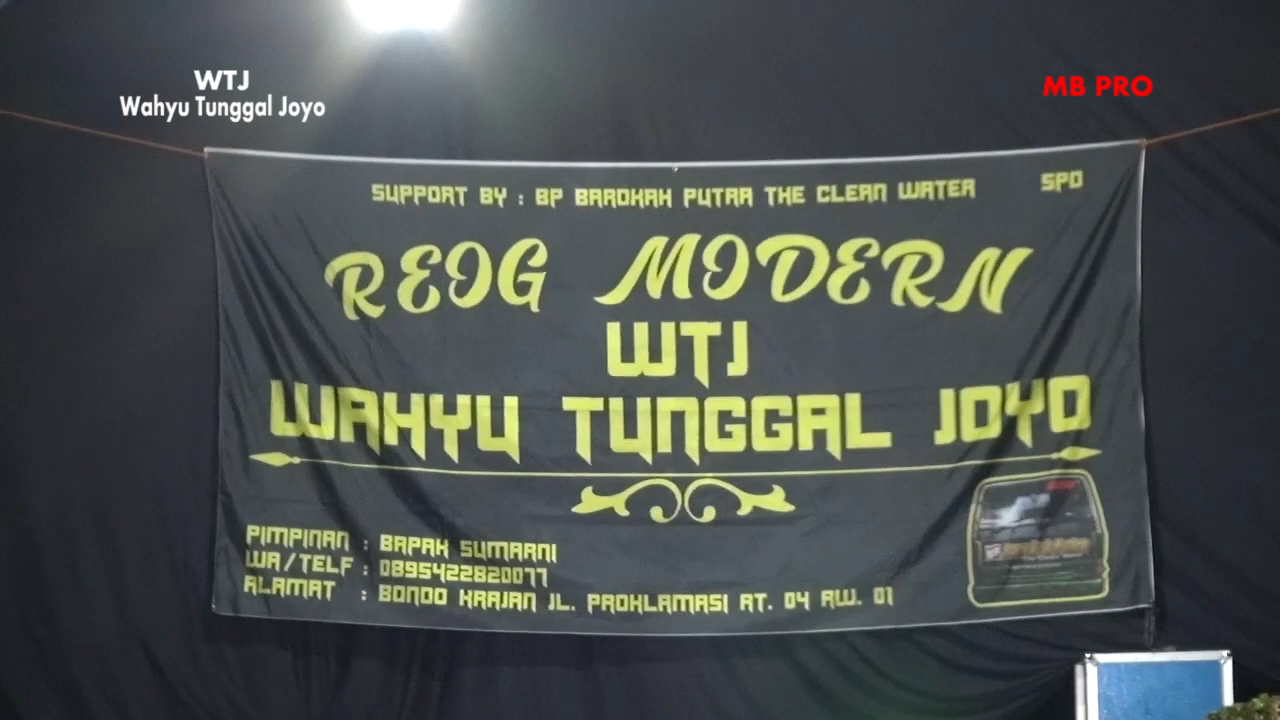 WTJ
Wahyu Tunggal Joyo
MB PRO
SUPPORT BY : BP BAROKAH PUTRA THE CLEAN WATER
SPD
REOG MODERN
WTJ
WAHYU TUNGGAL JOYO
PIMPINAN : BAPAK SUMARNI
WA/TELF : 0895422820077
ALAMAT : BONDO KRAJAN JL. PROKLAMASI RT. 04 RW. 01